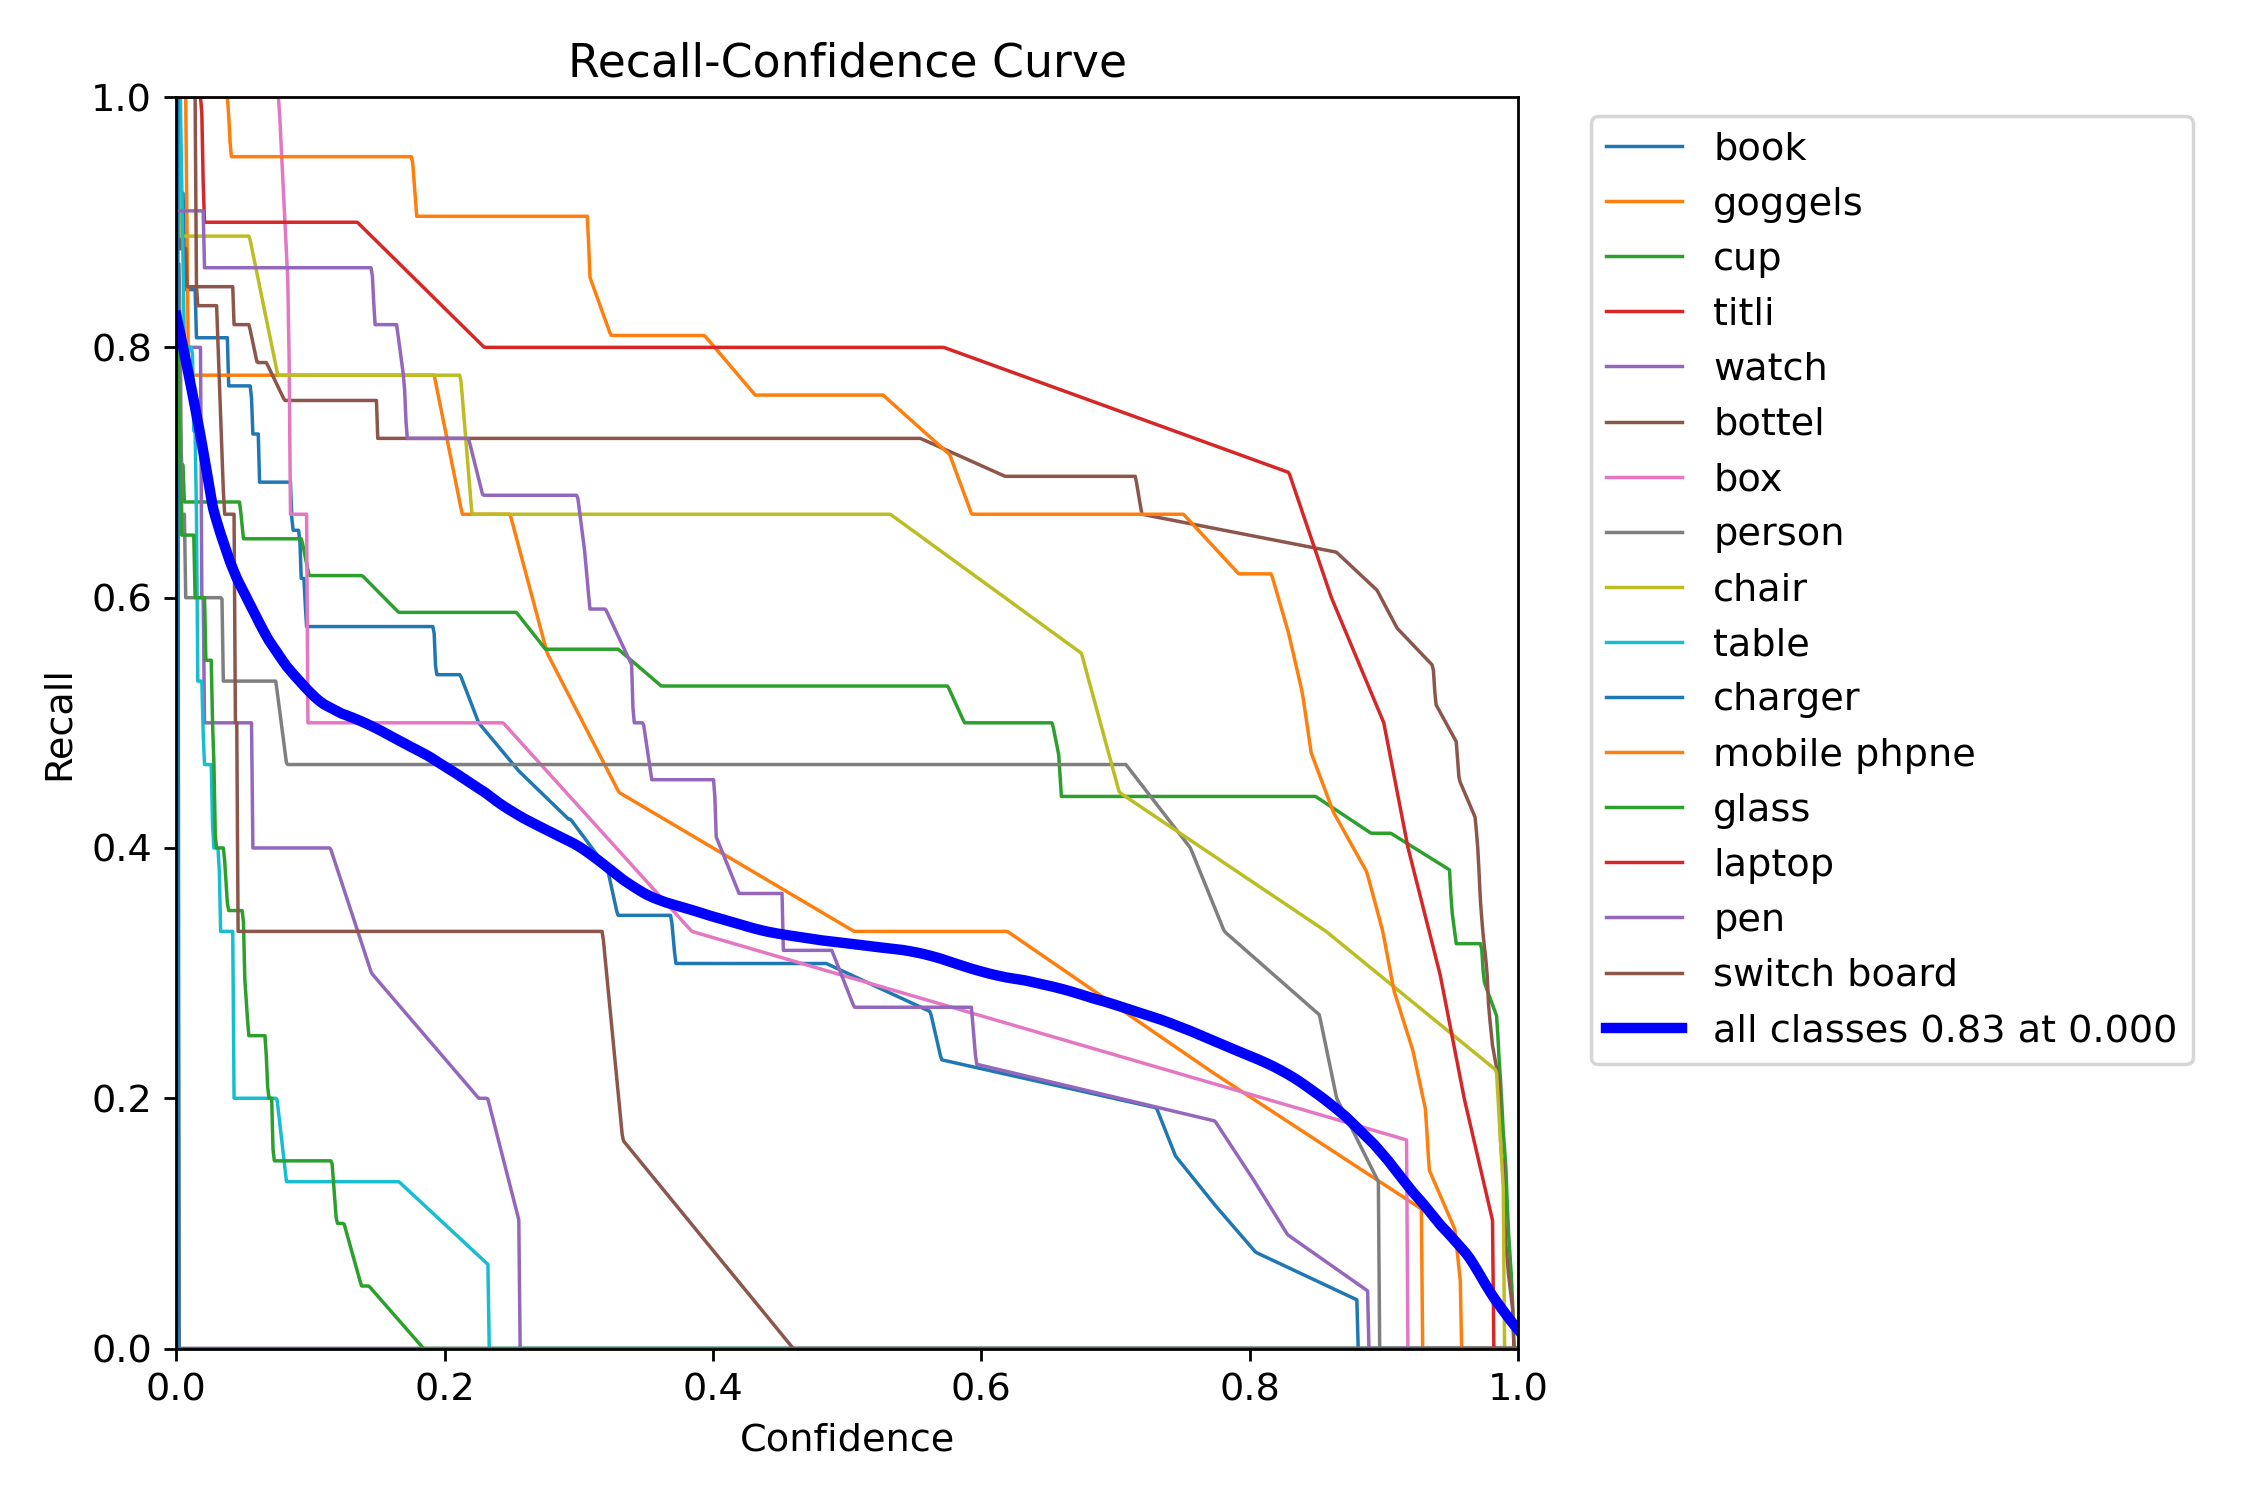 Recall-Confidence Curve
1.0
0.8
0.6
0.4
0.2
0.0
Recall
0.0 0.2 0.4 0.6 0.8 1.0
Confidence
book
goggels
cup
titli
watch
bottel
box
person
chair
table
charger
mobile phpne
glass
laptop
pen
switch board
all classes 0.83 at 0.000